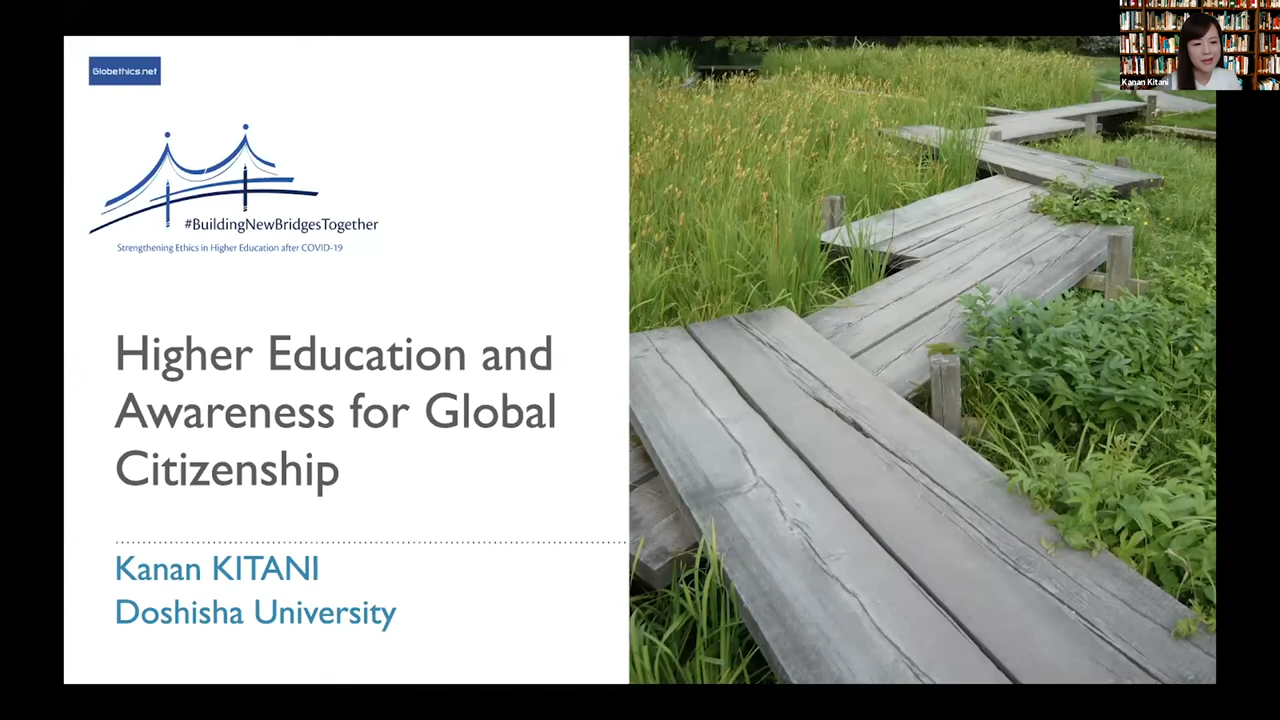 Globethics.net
#BuildingNewBridgesTogether
Strengthening Ethics in Higher Education after COVID-19
Higher Education and
Awareness for Global
Citizenship
Kanan KITANI
Doshisha University
Kanan Kitani